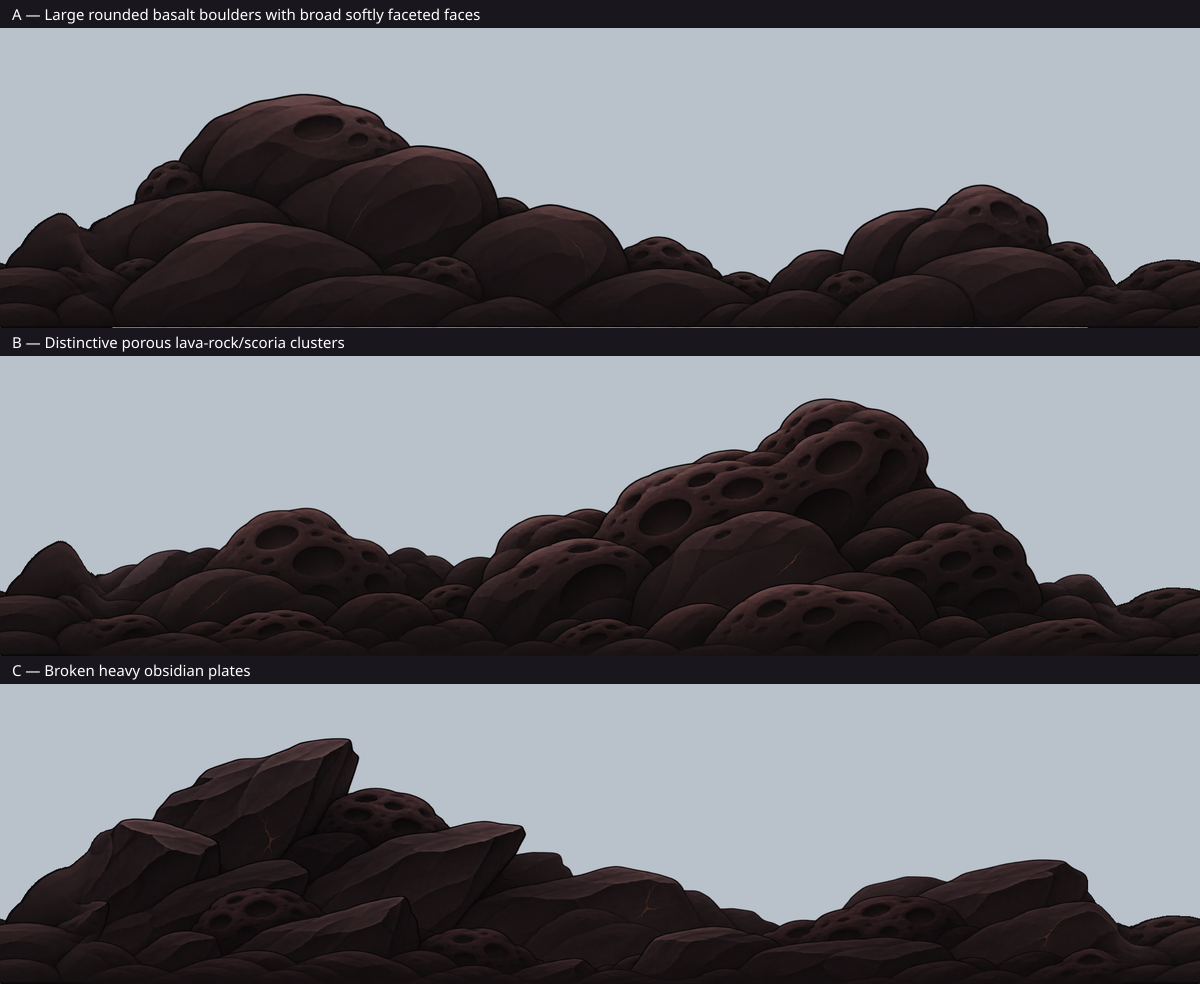 A — Large rounded basalt boulders with broad softly faceted faces
B — Distinctive porous lava-rock/scoria clusters
C — Broken heavy obsidian plates